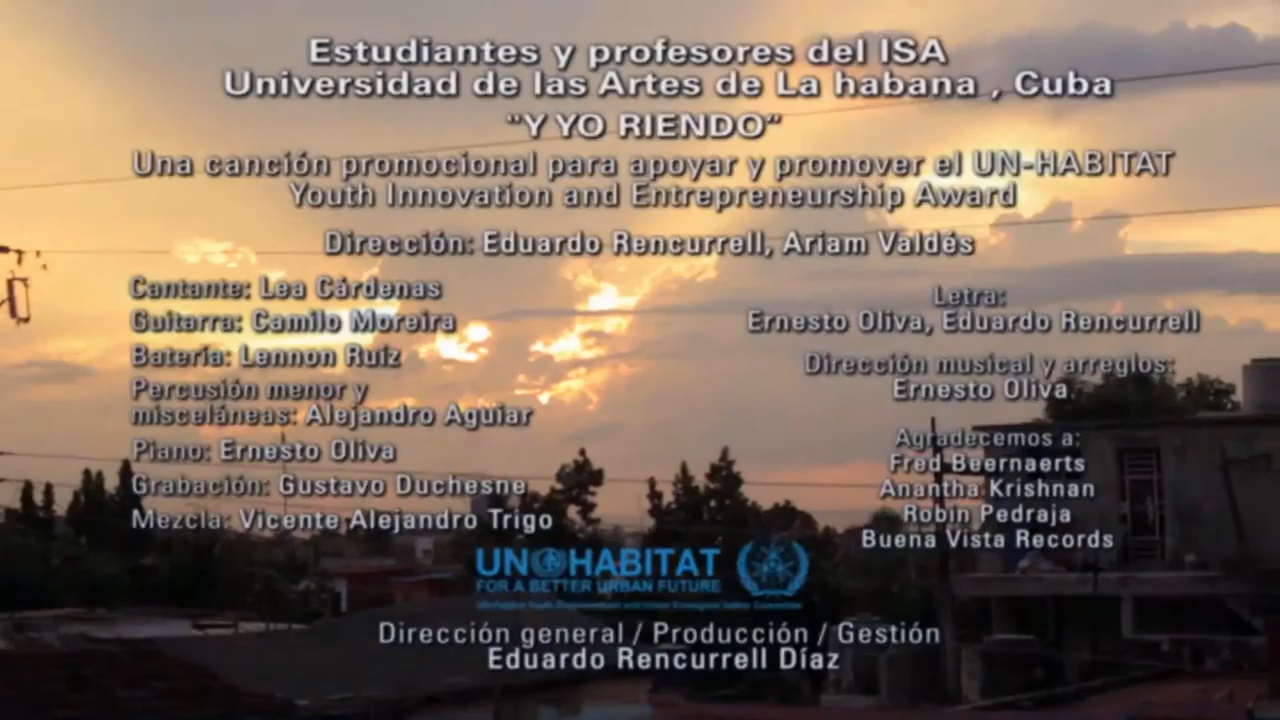 Estudiantes y profesores del ISA
Universidad de las Artes de La habana , Cuba
"Y YO RIENDO"
Una canción promocional para apoyar y promover el UN-HABITAT
Youth Innovation and Entrepreneurship Award
Dirección: Eduardo Rencurrell, Ariam Valdés
Cantante: Lea Cárdenas
Guitarra: Camilo Moreira
Batería: Lennon Ruíz
Percusión menor y
misceláneas: Alejandro Aguiar
Piano: Ernesto Oliva
Grabación: Gustavo Duchesne
Mezcla: Vicente Alejandro Trigo
Letra:
Ernesto Oliva, Eduardo Rencurrell
Dirección musical y arreglos:
Ernesto Oliva
Agradecemos a:
Fred Beernaerts
Anantha Krishnan
Robin Pedraja
Buena Vista Records
UN HABITAT
FOR A BETTER URBAN FUTURE
Dirección general / Producción / Gestión
Eduardo Rencurrell Díaz